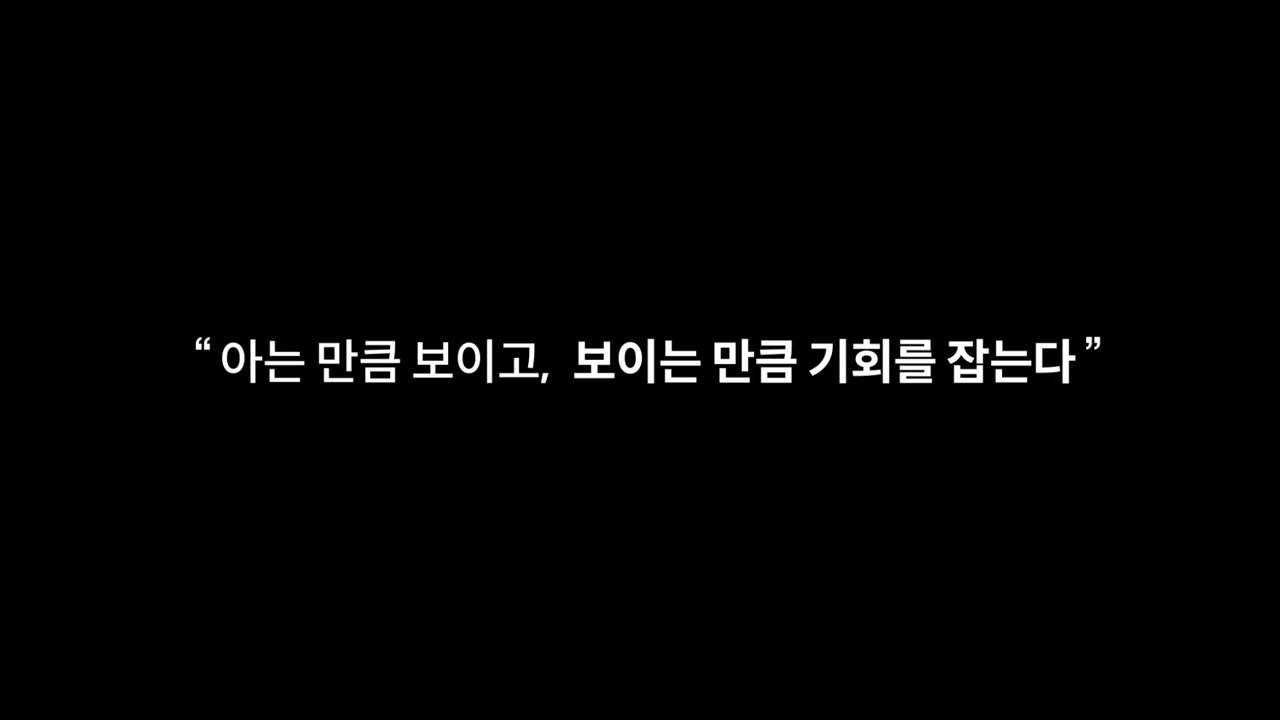 “ 아는 만큼 보이고, 보이는 만큼 기회를 잡는다 ”